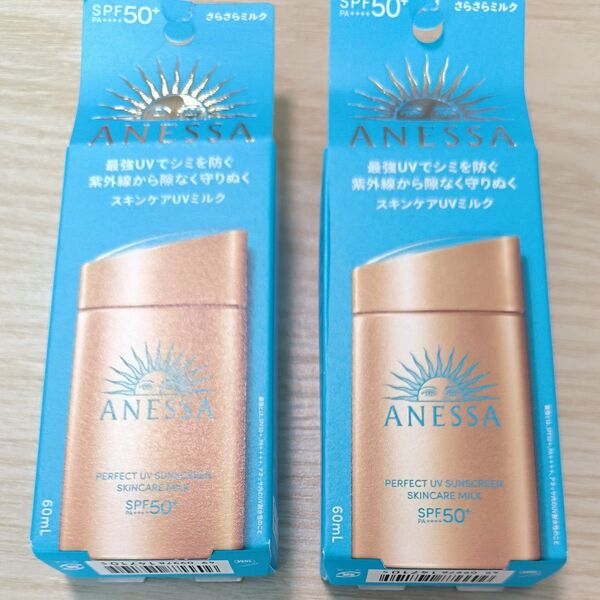 SPF50+
PA++++
さらさらミルク
ANESSA
最強UVでシミを防ぐ
紫外線から隙なく守りぬく
スキンケアUVミルク
ANESSA
PERFECT UV SUNSCREEN
SKINCARE MILK
SPF50+
PA++++
60mL
SPF50+
PA++++
さらさらミルク
ANESSA
最強UVでシミを防ぐ
紫外線から隙なく守りぬく
スキンケアUVミルク
ANESSA
PERFECT UV SUNSCREEN
SKINCARE MILK
SPF50+
PA++++
60mL